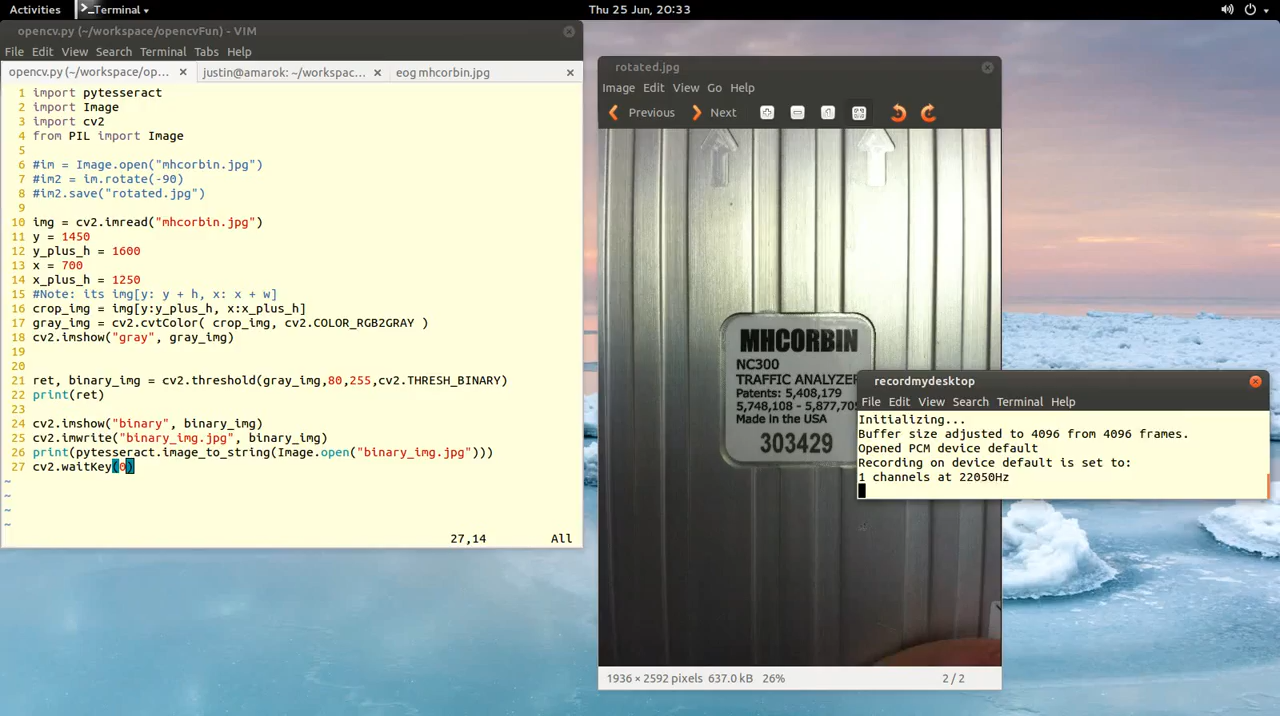 Activities
Terminal
Thu 25 Jun, 20:33
opencv.py (~/workspace/opencvFun) - VIM
File Edit View Search Terminal Tabs Help
opencv.py (~/workspace/op... × justin@amarok: ~/workspac... × eog mhcorbin.jpg ×
1 import pytesseract
2 import Image
3 import cv2
4 from PIL import Image
5
6 #im = Image.open("mhcorbin.jpg")
7 #im2 = im.rotate(-90)
8 #im2.save("rotated.jpg")
9
10 img = cv2.imread("mhcorbin.jpg")
11 y = 1450
12 y_plus_h = 1600
13 x = 700
14 x_plus_h = 1250
15 #Note: its img[y: y + h, x: x + w]
16 crop_img = img[y:y_plus_h, x:x_plus_h]
17 gray_img = cv2.cvtColor( crop_img, cv2.COLOR_RGB2GRAY )
18 cv2.imshow("gray", gray_img)
19
20
21 ret, binary_img = cv2.threshold(gray_img,80,255,cv2.THRESH_BINARY)
22 print(ret)
23
24 cv2.imshow("binary", binary_img)
25 cv2.imwrite("binary_img.jpg", binary_img)
26 print(pytesseract.image_to_string(Image.open("binary_img.jpg")))
27 cv2.waitKey(0)
~
~
~
~
27,14 All
rotated.jpg
Image Edit View Go Help
Previous Next
MHCORBIN
NC300
TRAFFIC ANALYZER
Patents: 5,408,179
5,748,108 - 5,877,705
Made in the USA
303429
1936 × 2592 pixels 637.0 kB 26% 2 / 2
recordmydesktop
File Edit View Search Terminal Help
Initializing...
Buffer size adjusted to 4096 from 4096 frames.
Opened PCM device default
Recording on device default is set to:
1 channels at 22050Hz